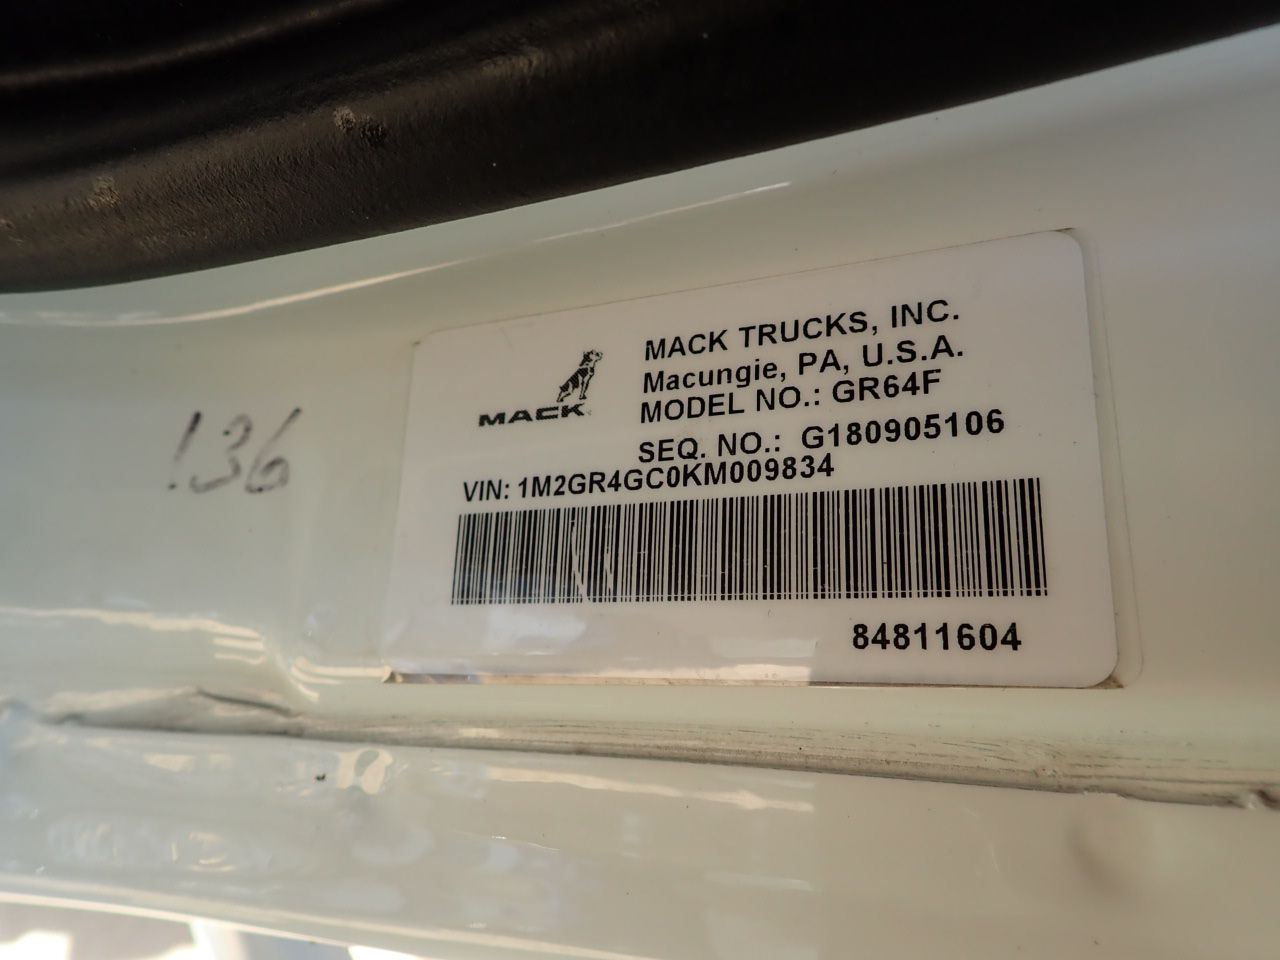 MACK TRUCKS, INC.
Macungie, PA, U.S.A.
MACK
MODEL NO.: GR64F
SEQ. NO.: G180905106
VIN: 1M2GR4GC0KM009834
84811604
136